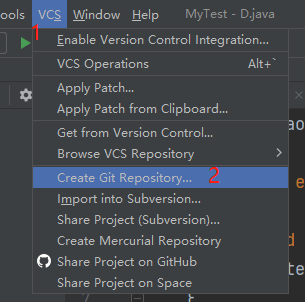 ools VCS Window Help MyTest - D.java
1
Enable Version Control Integration...
VCS Operations Alt+`
Apply Patch...
Apply Patch from Clipboard...
Get from Version Control...
Browse VCS Repository
Create Git Repository... 2
Import into Subversion...
Share Project (Subversion)...
Create Mercurial Repository
Share Project on GitHub
Share Project on Space
ao
e
d
te
}